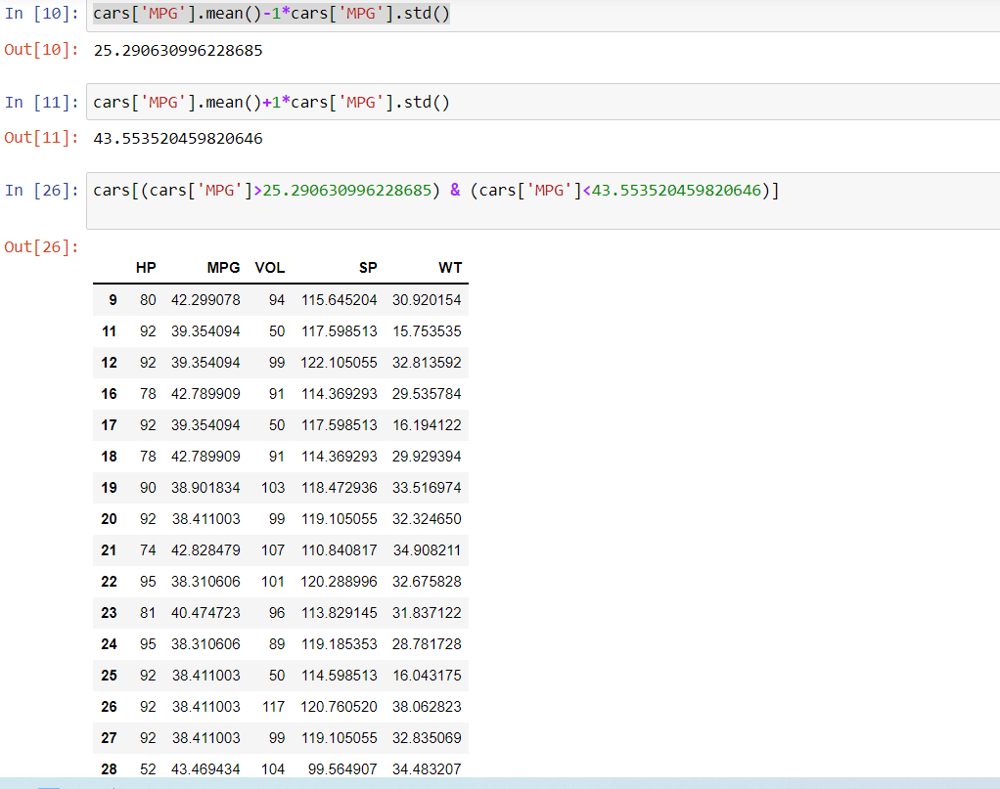 In [10]: cars['MPG'].mean()-1*cars['MPG'].std()
Out[10]: 25.290630996228685
In [11]: cars['MPG'].mean()+1*cars['MPG'].std()
Out[11]: 43.553520459820646
In [26]: cars[(cars['MPG']>25.290630996228685) & (cars['MPG']<43.553520459820646)]
Out[26]:
HP MPG VOL SP WT
9 80 42.299078 94 115.645204 30.920154
11 92 39.354094 50 117.598513 15.753535
12 92 39.354094 99 122.105055 32.813592
16 78 42.789909 91 114.369293 29.535784
17 92 39.354094 50 117.598513 16.194122
18 78 42.789909 91 114.369293 29.929394
19 90 38.901834 103 118.472936 33.516974
20 92 38.411003 99 119.105055 32.324650
21 74 42.828479 107 110.840817 34.908211
22 95 38.310606 101 120.288996 32.675828
23 81 40.474723 96 113.829145 31.837122
24 95 38.310606 89 119.185353 28.781728
25 92 38.411003 50 114.598513 16.043175
26 92 38.411003 117 120.760520 38.062823
27 92 38.411003 99 119.105055 32.835069
28 52 43.469434 104 99.564907 34.483207